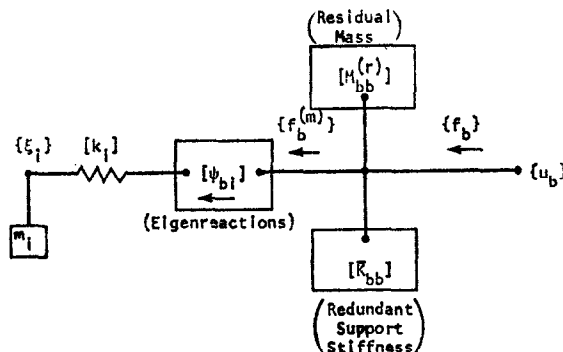 (Residual
Mass)
[M_bb^(r)]
{ξ_i}
[k_i]
{f_b^(m)}
{f_b}
[ψ_bi]
{u_b}
(Eigenreactions)
m_i
[K̄_bb]
(Redundant
Support
Stiffness)